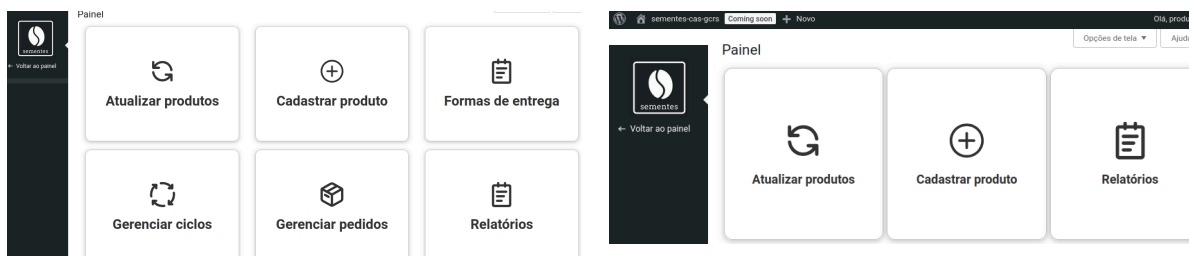 Painel
sementes
← Voltar ao painel
Atualizar produtos
Cadastrar produto
Formas de entrega
Gerenciar ciclos
Gerenciar pedidos
Relatórios
sementes-cas-gcrs Coming soon + Novo
Olá, produ
Opções de tela ▼
Ajuda
Painel
sementes
← Voltar ao painel
Atualizar produtos
Cadastrar produto
Relatórios